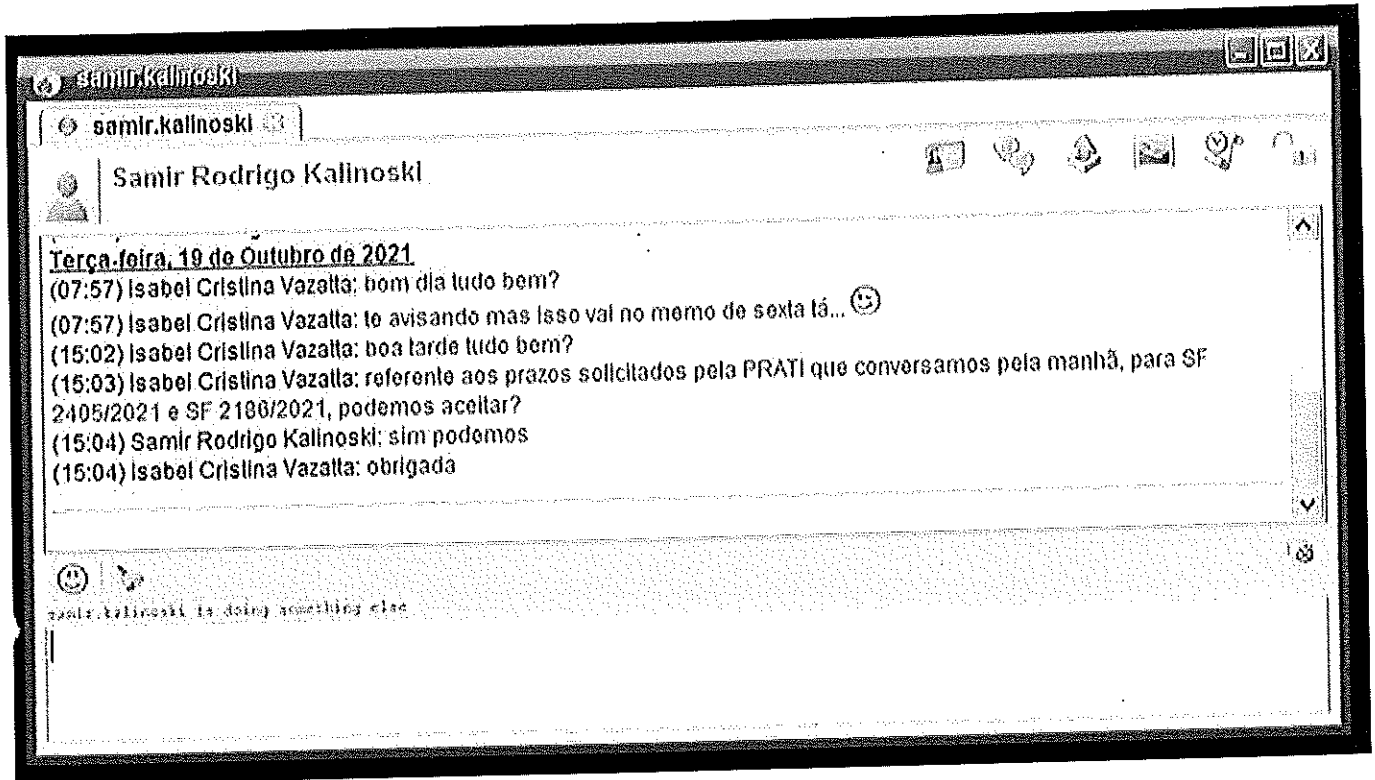 samir.kalinoski
samir.kalinoski
Samir Rodrigo Kalinoski
Terça-feira, 19 de Outubro de 2021
(07:57) Isabel Cristina Vazatta: bom dia tudo bem?
(07:57) Isabel Cristina Vazatta: to avisando mas isso vai no memo de sexta tá...
(15:02) Isabel Cristina Vazatta: boa tarde tudo bem?
(15:03) Isabel Cristina Vazatta: referente aos prazos solicitados pela PRATI que conversamos pela manhã, para SF
2405/2021 e SF 2186/2021, podemos aceitar?
(15:04) Samir Rodrigo Kalinoski: sim podemos
(15:04) Isabel Cristina Vazatta: obrigada
samir.kalinoski is doing something else